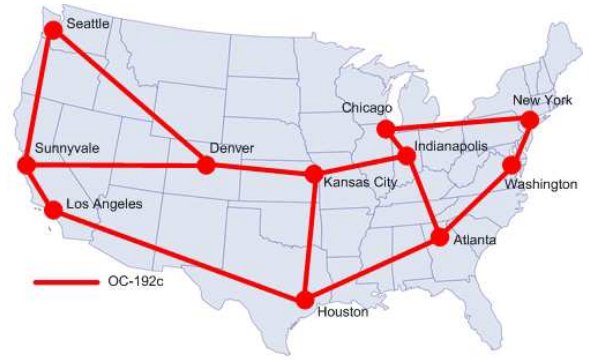 Seattle
Chicago
New York
Sunnyvale
Denver
Indianapolis
Kansas City
Washington
Los Angeles
Atlanta
OC-192c
Houston